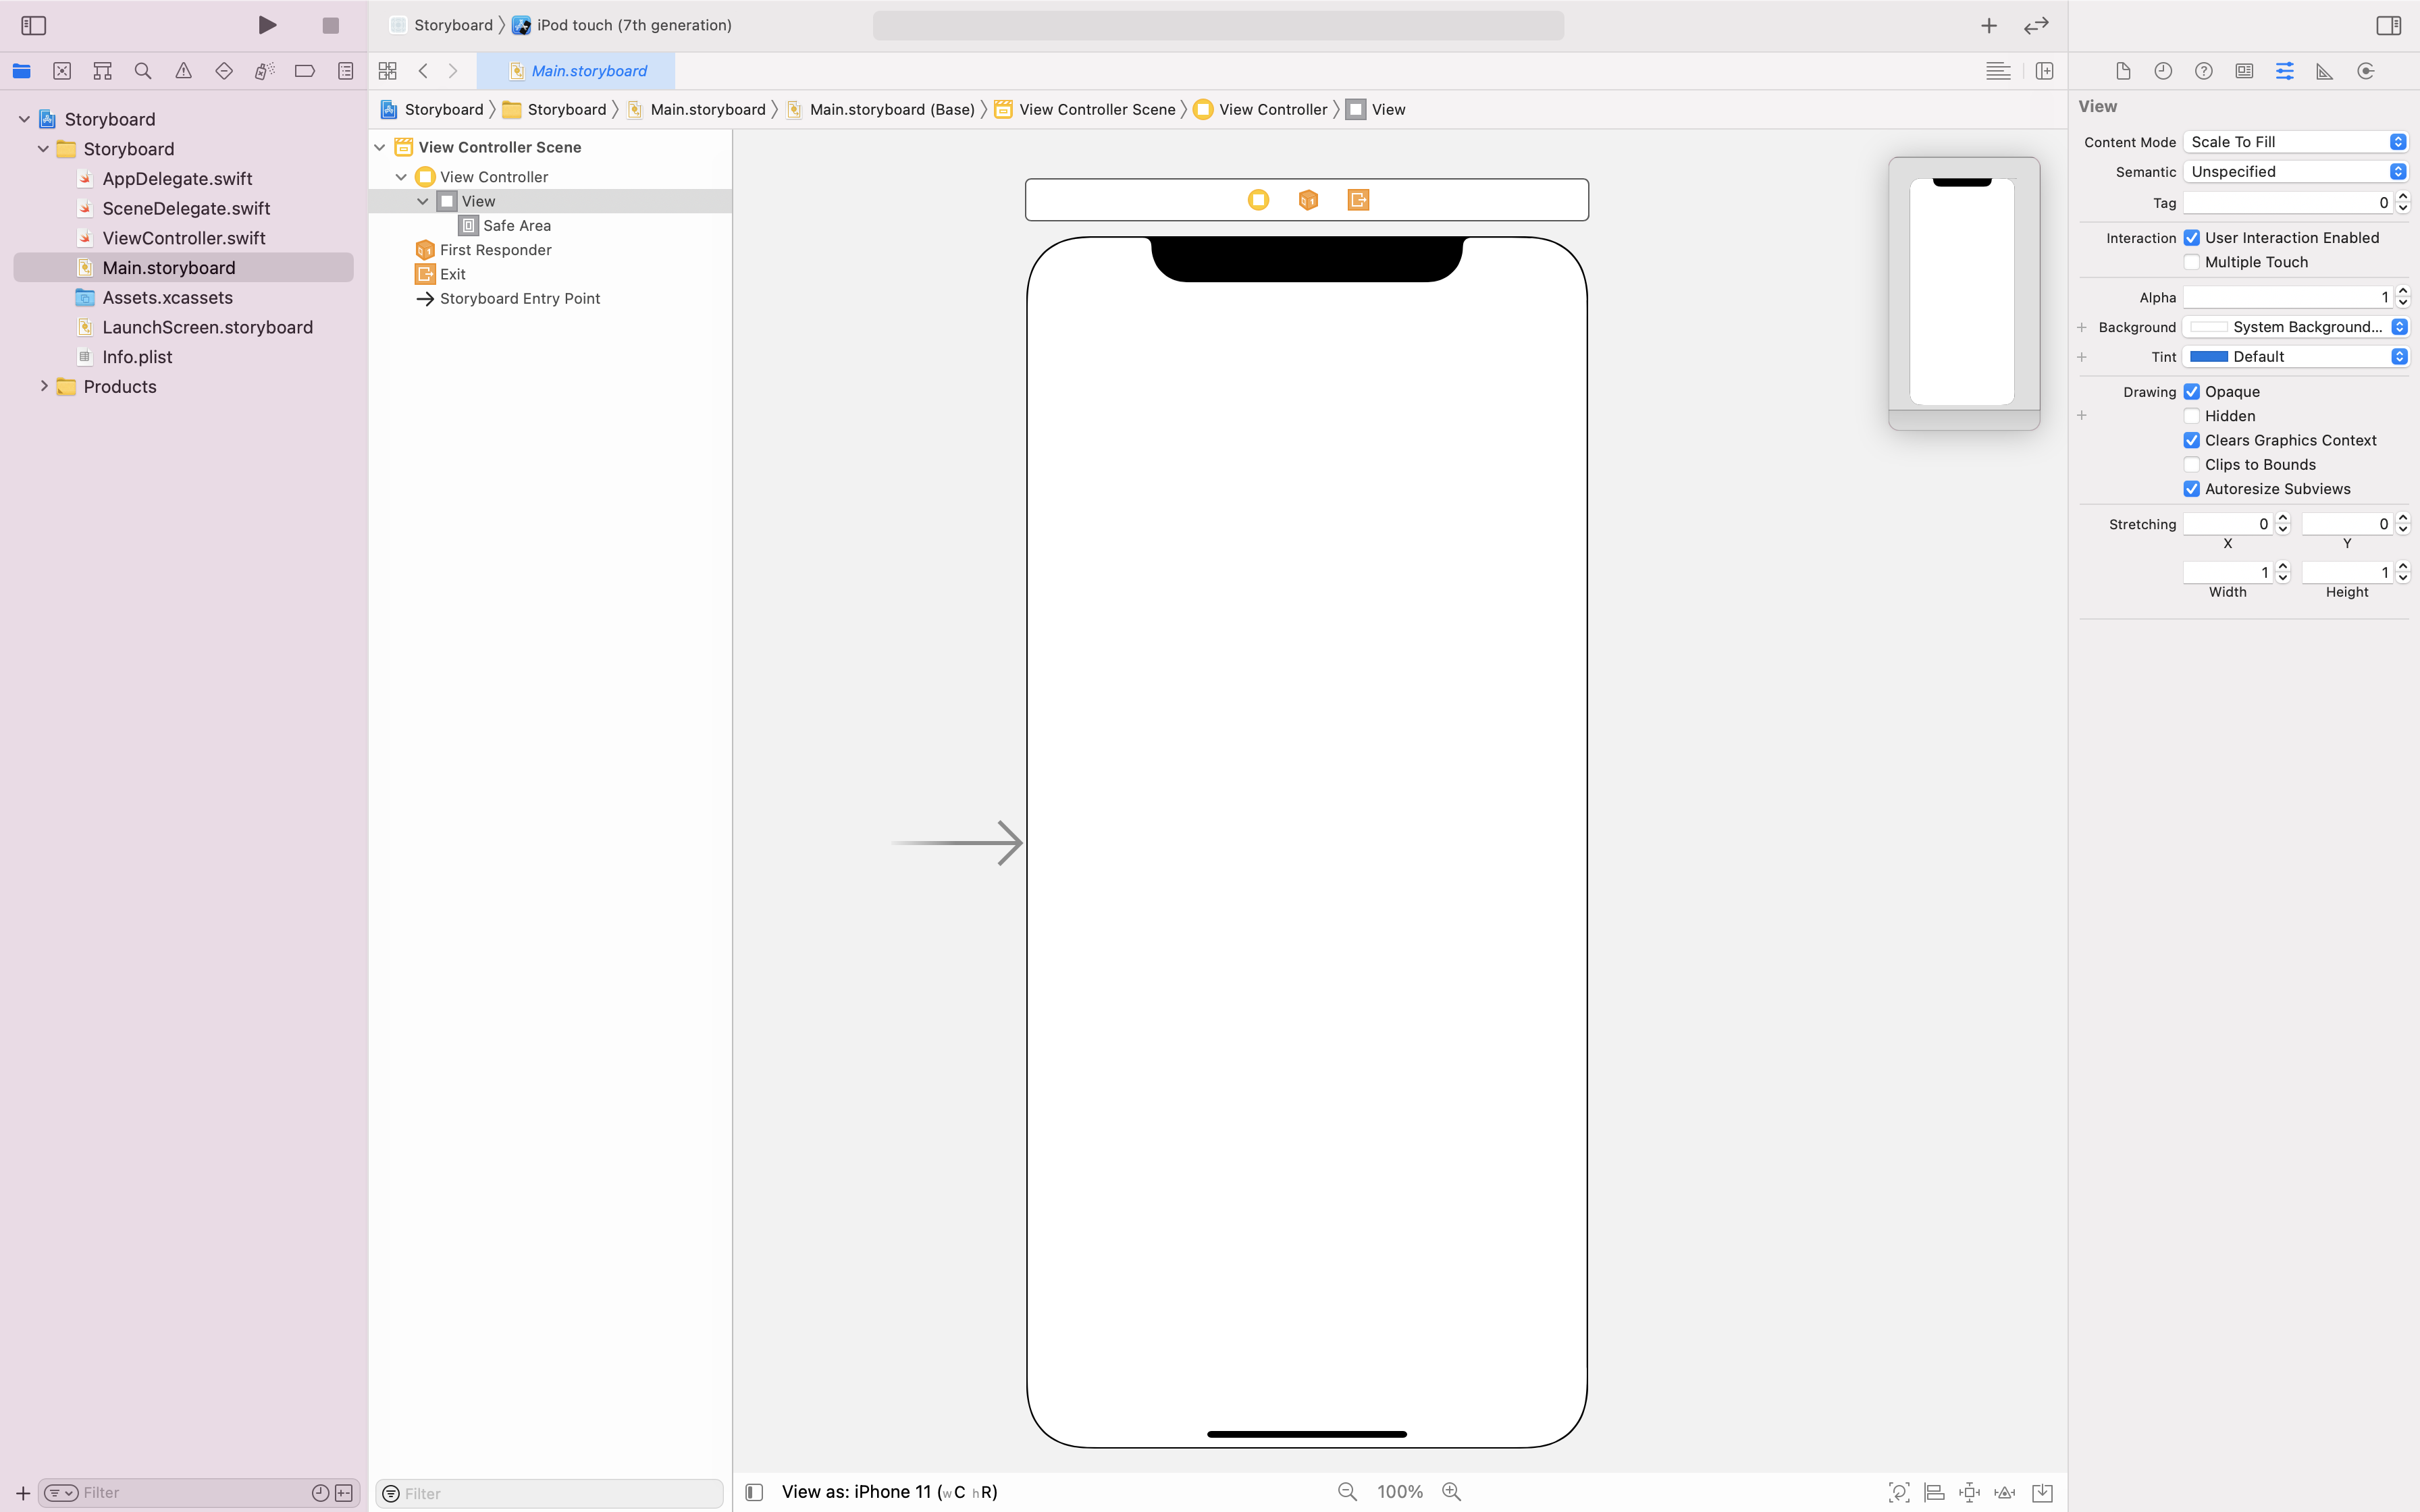 Storyboard
iPod touch (7th generation)
Main.storyboard
Storyboard
Storyboard
Main.storyboard
Main.storyboard (Base)
View Controller Scene
View Controller
View
Storyboard
Storyboard
AppDelegate.swift
SceneDelegate.swift
ViewController.swift
Main.storyboard
Assets.xcassets
LaunchScreen.storyboard
Info.plist
Products
Filter
View Controller Scene
View Controller
View
Safe Area
First Responder
Exit
Storyboard Entry Point
Filter
View as: iPhone 11 (wC hR)
100%
View
Content Mode Scale To Fill
Semantic Unspecified
Tag 0
Interaction User Interaction Enabled
Multiple Touch
Alpha 1
Background System Background...
Tint Default
Drawing Opaque
Hidden
Clears Graphics Context
Clips to Bounds
Autoresize Subviews
Stretching 0 0
X Y
1 1
Width Height